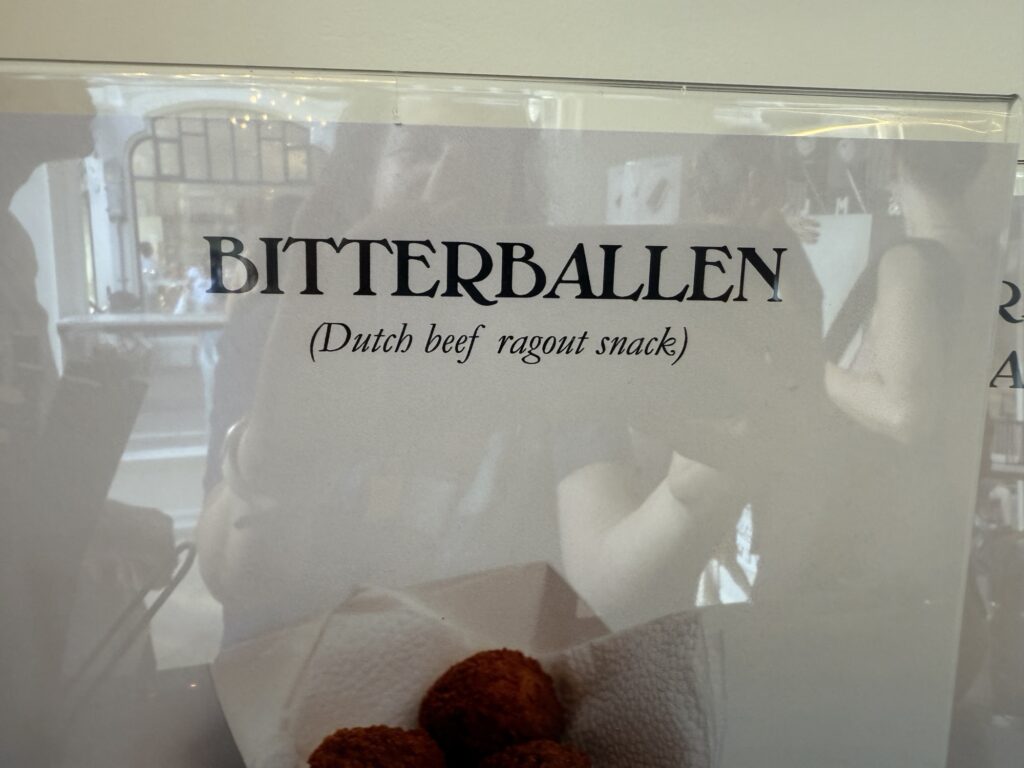 BITTERBALLEN
(Dutch beef ragout snack)